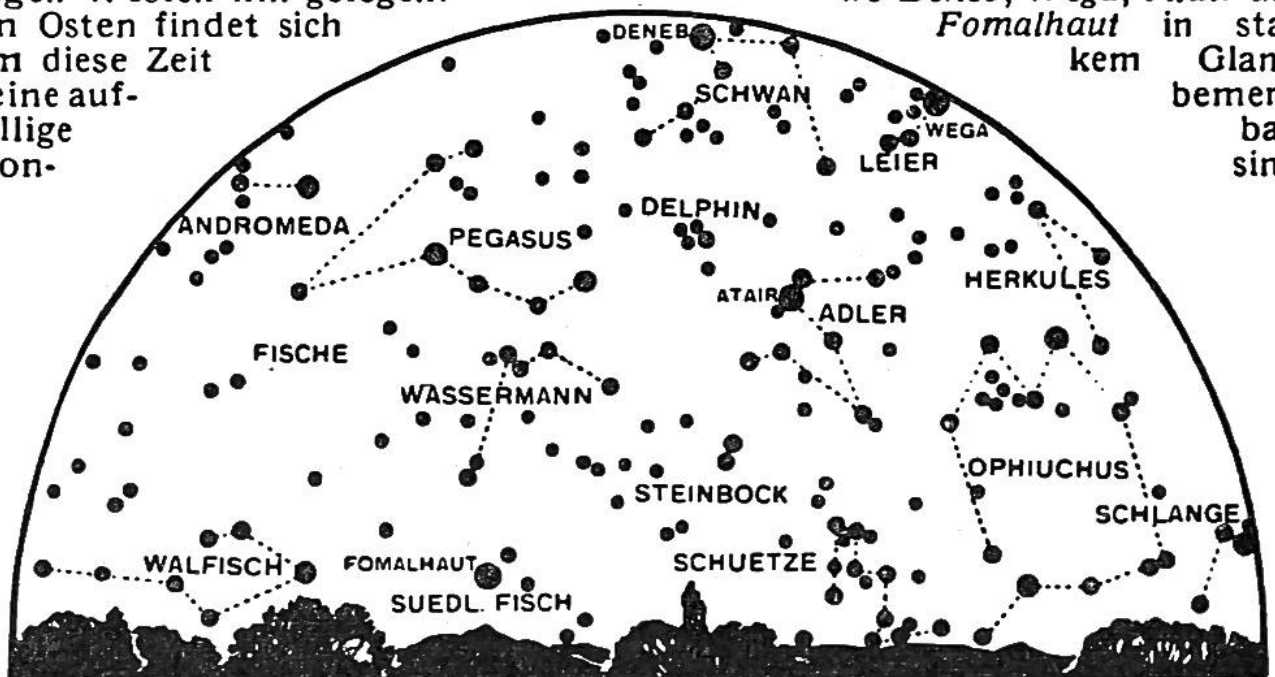 n Osten findet sich
m diese Zeit
eine auf-
llige
on-
Fomalhaut in sta
kem Glan
bemer
ba
sin
DENEB
SCHWAN
WEGA
LEIER
ANDROMEDA
PEGASUS
DELPHIN
ATAIR
ADLER
HERKULES
FISCHE
WASSERMANN
STEINBOCK
OPHIUCHUS
SCHLANGE
WALFISCH
FOMALHAUT
SUEDL. FISCH
SCHUETZE